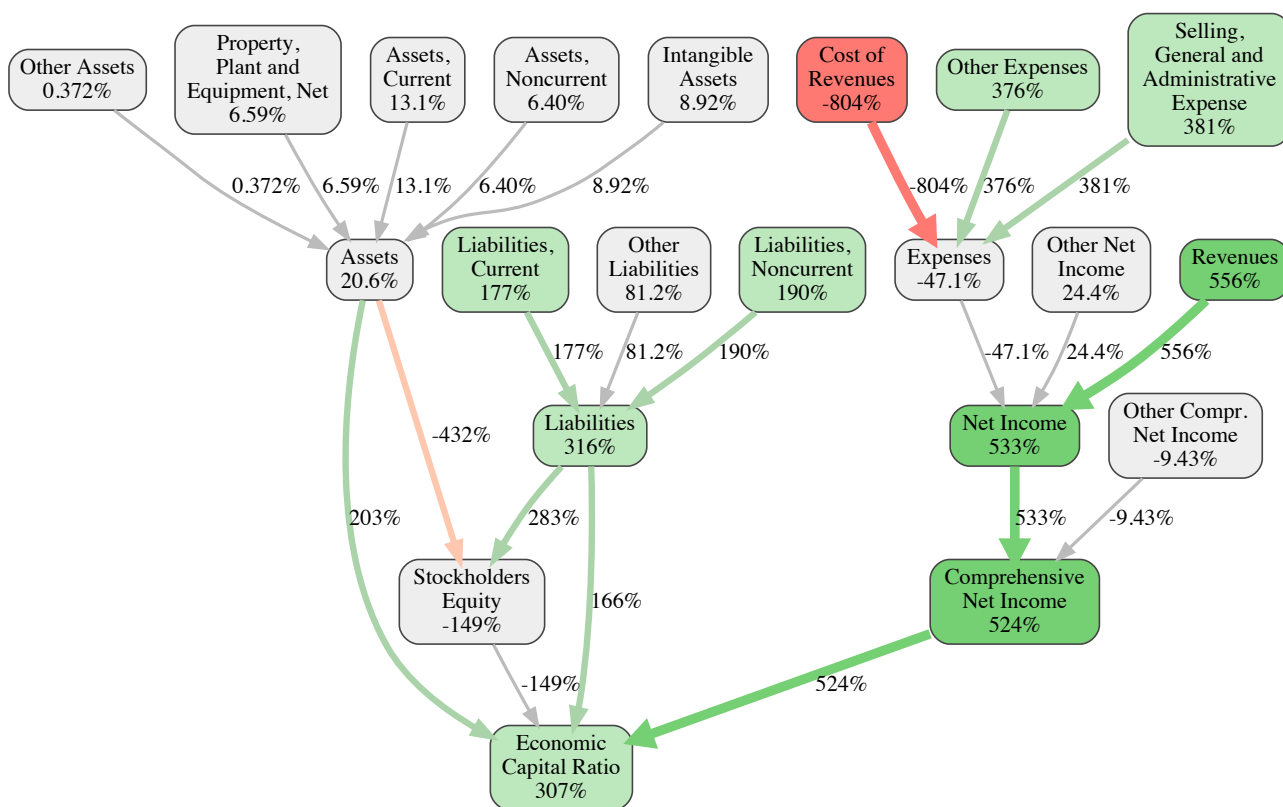 Other Assets
0.372%
Property,
Plant and
Equipment, Net
6.59%
Assets,
Current
13.1%
Assets,
Noncurrent
6.40%
Intangible
Assets
8.92%
Cost of
Revenues
-804%
Other Expenses
376%
Selling,
General and
Administrative
Expense
381%
0.372%
6.59%
13.1%
6.40%
8.92%
-804%
376%
381%
Assets
20.6%
Liabilities,
Current
177%
Other
Liabilities
81.2%
Liabilities,
Noncurrent
190%
Expenses
-47.1%
Other Net
Income
24.4%
Revenues
556%
177%
81.2%
190%
-47.1%
24.4%
556%
-432%
Liabilities
316%
Net Income
533%
Other Compr.
Net Income
-9.43%
203%
283%
533%
-9.43%
Stockholders
Equity
-149%
166%
Comprehensive
Net Income
524%
-149%
524%
Economic
Capital Ratio
307%